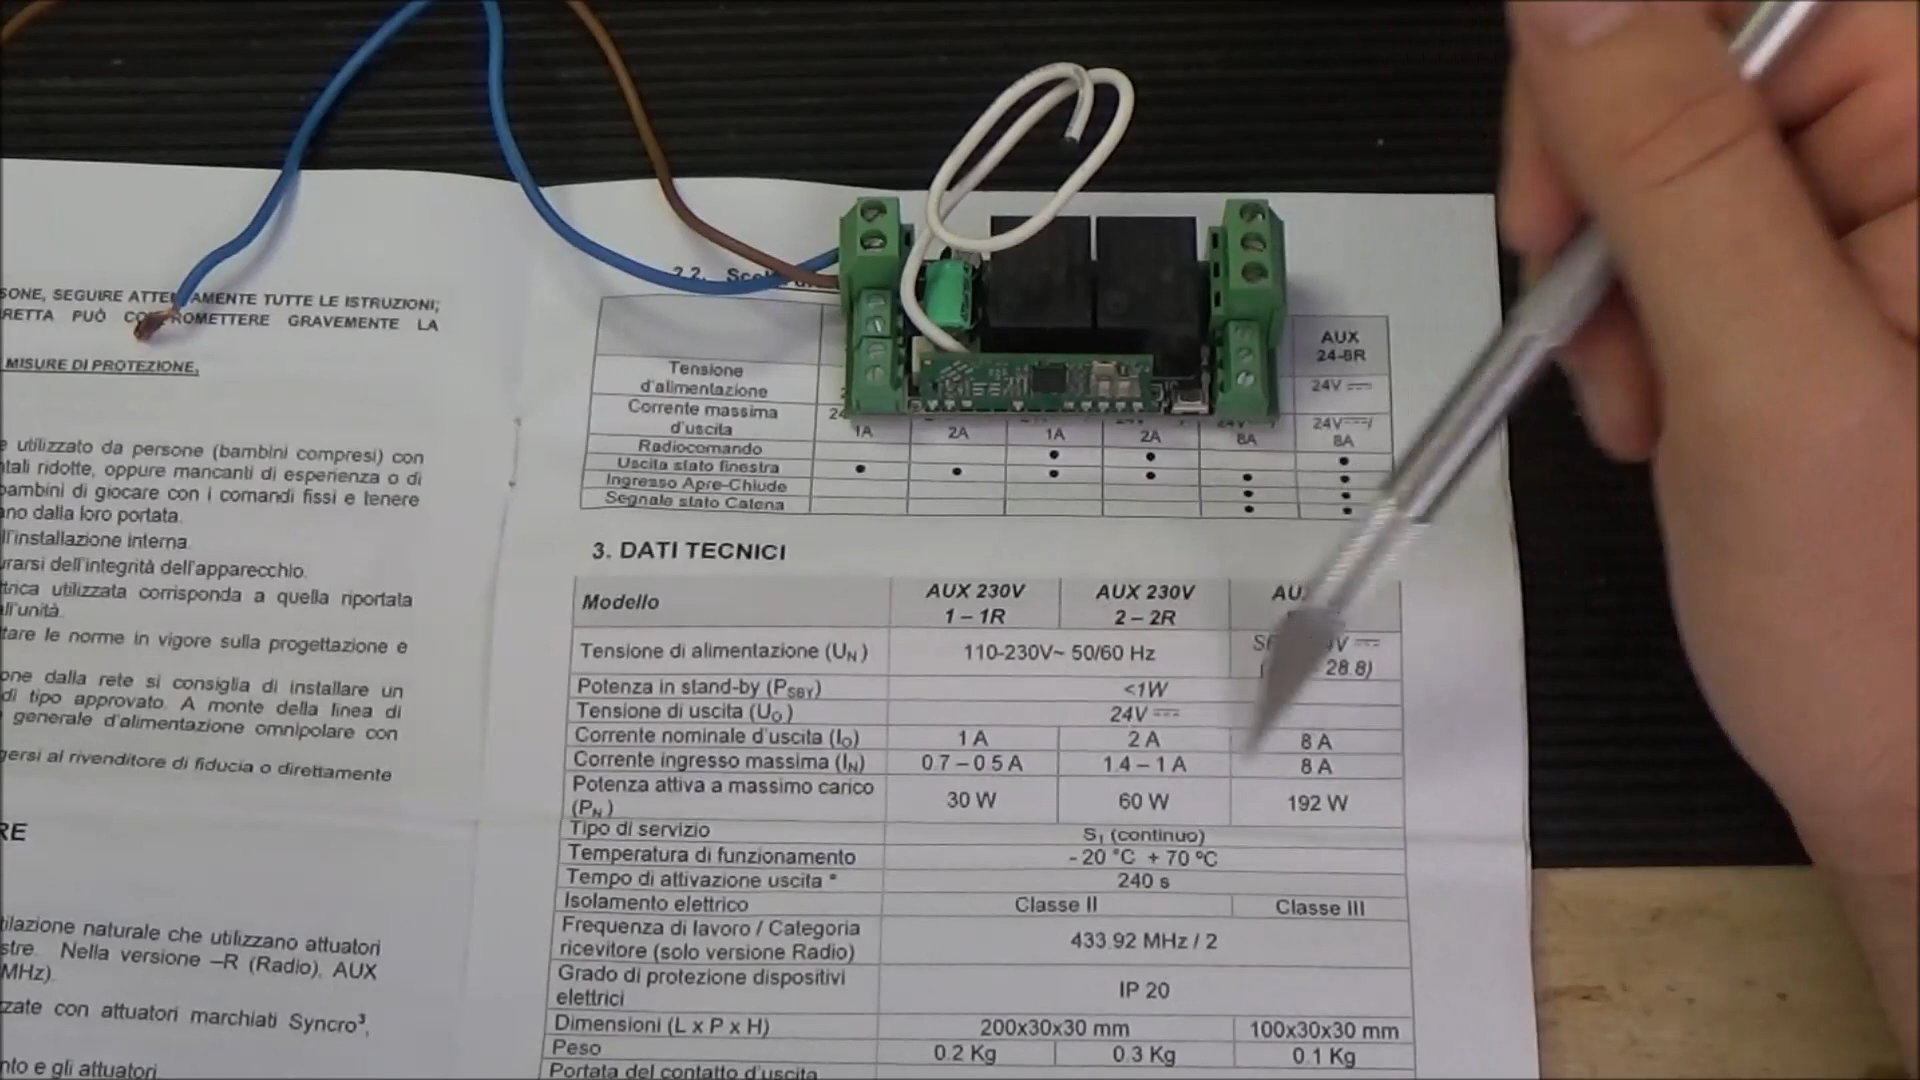 SONE, SEGUIRE ATTE AMENTE TUTTE LE ISTRUZIONI;
RETTA PUÒ CO ROMETTERE GRAVEMENTE LA
MISURE DI PROTEZIONE.
e utilizzato da persone (bambini compresi) con
tali ridotte, oppure mancanti di esperienza o di
bambini di giocare con i comandi fissi e tenere
ano dalla loro portata.
l'installazione interna.
rarsi dell'integrità dell'apparecchio.
trica utilizzata corrisponda a quella riportata
all'unità.
tare le norme in vigore sulla progettazione e
one dalla rete si consiglia di installare un
di tipo approvato. A monte della linea di
generale d'alimentazione omnipolare con
gersi al rivenditore di fiducia o direttamente
RE
tilazione naturale che utilizzano attuatori
stre. Nella versione –R (Radio), AUX
MHz).
zate con attuatori marchiati Syncro³,
nto e gli attuatori.
2.2.
AUX
24-8R
Tensione
d'alimentazione
24V ⎓
Corrente massima
d'uscita
24V⎓/
1A 2A 1A 2A 8A 8A
Radiocomando • • •
Uscita stato finestra • • • • • •
Ingresso Apre-Chiude • •
Segnale stato Catena • •
3. DATI TECNICI
Modello AUX 230V 1 – 1R AUX 230V 2 – 2R AU
Tensione di alimentazione (UN) 110-230V~ 50/60 Hz V ⎓
28.8)
Potenza in stand-by (PSBY) <1W
Tensione di uscita (UO) 24V ⎓
Corrente nominale d'uscita (IO) 1 A 2 A 8 A
Corrente ingresso massima (IN) 0.7 – 0.5 A 1.4 – 1 A 8 A
Potenza attiva a massimo carico
(PN) 30 W 60 W 192 W
Tipo di servizio S1 (continuo)
Temperatura di funzionamento - 20 °C + 70 ºC
Tempo di attivazione uscita * 240 s
Isolamento elettrico Classe II Classe III
Frequenza di lavoro / Categoria
ricevitore (solo versione Radio) 433.92 MHz / 2
Grado di protezione dispositivi
elettrici IP 20
Dimensioni (L x P x H) 200x30x30 mm 100x30x30 mm
Peso 0.2 Kg 0.3 Kg 0.1 Kg
Portata del contatto d'uscita